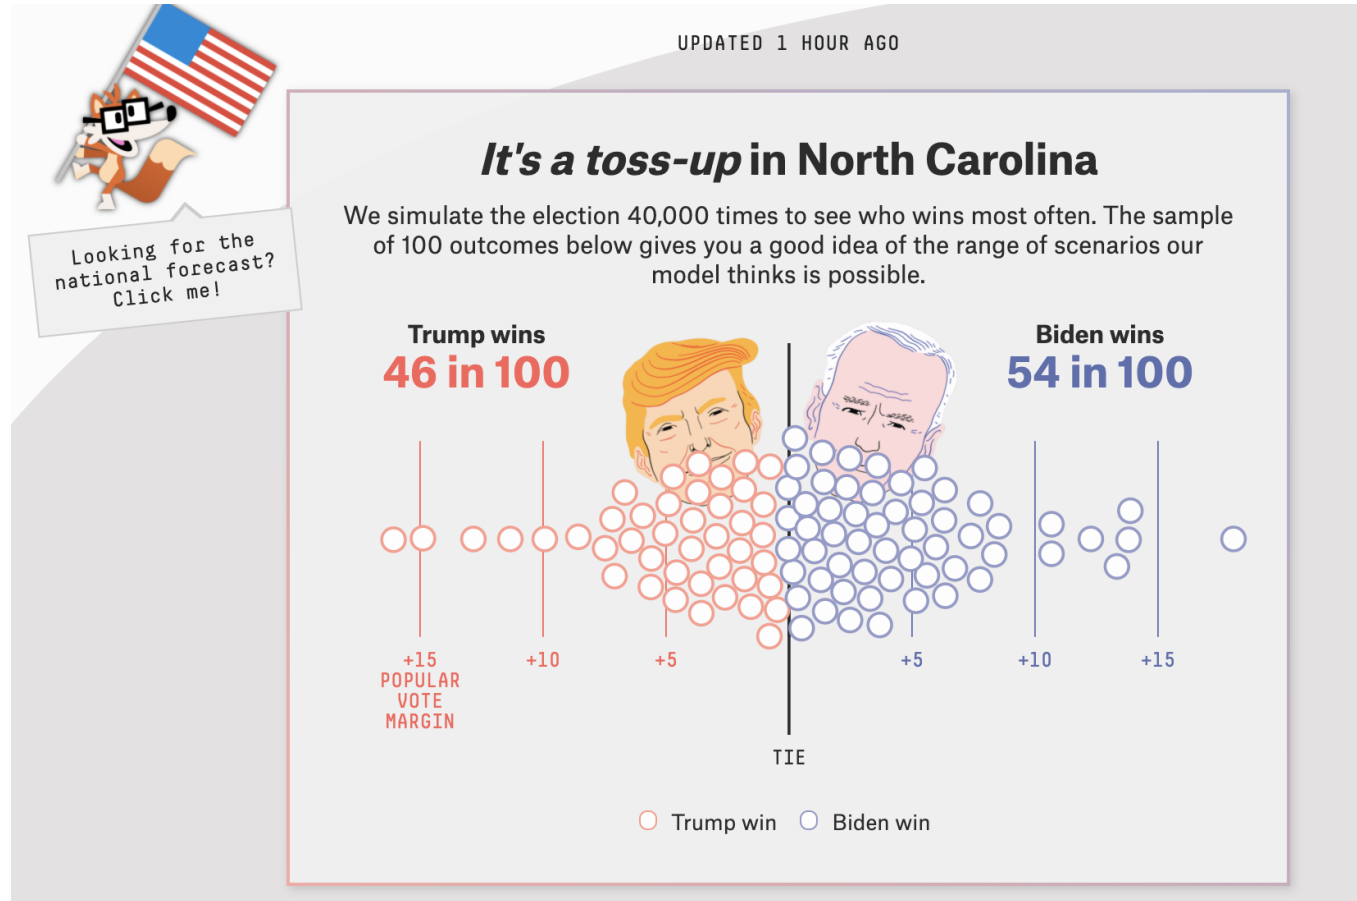 UPDATED 1 HOUR AGO
Looking for the
national forecast?
Click me!
It's a toss-up in North Carolina
We simulate the election 40,000 times to see who wins most often. The sample
of 100 outcomes below gives you a good idea of the range of scenarios our
model thinks is possible.
Trump wins
46 in 100
Biden wins
54 in 100
+15
POPULAR
VOTE
MARGIN
+10
+5
+5
+10
+15
TIE
Trump win
Biden win